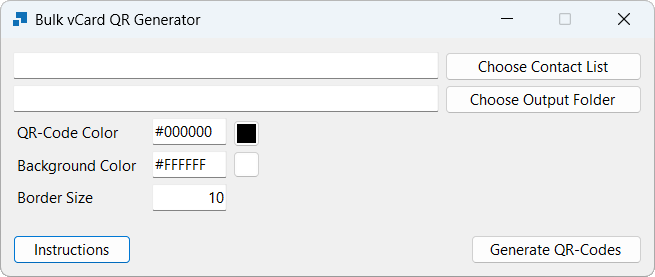 Bulk vCard QR Generator
Choose Contact List
Choose Output Folder
QR-Code Color #000000
Background Color #FFFFFF
Border Size 10
Instructions Generate QR-Codes